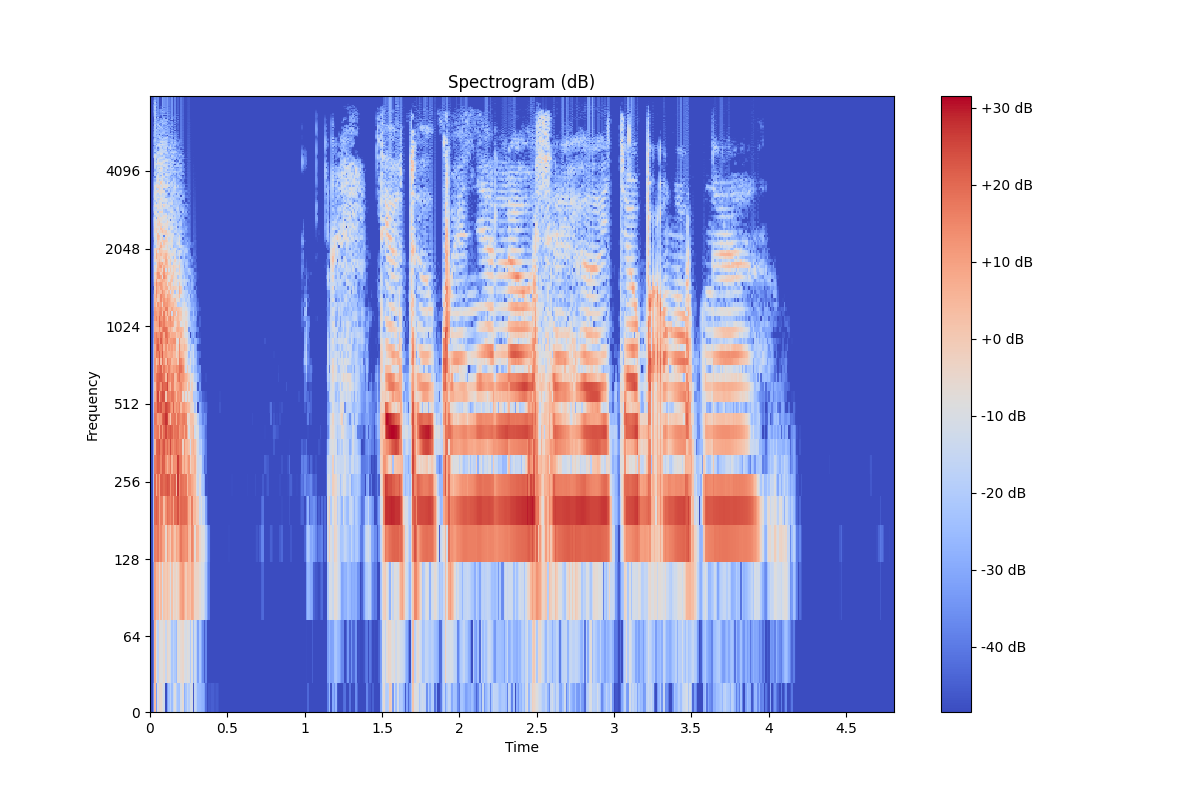 Spectrogram (dB)
+30 dB
4096
+20 dB
2048
+10 dB
1024
+0 dB
Frequency
512
-10 dB
256
-20 dB
128
-30 dB
64
-40 dB
0
0 0.5 1 1.5 2 2.5 3 3.5 4 4.5
Time